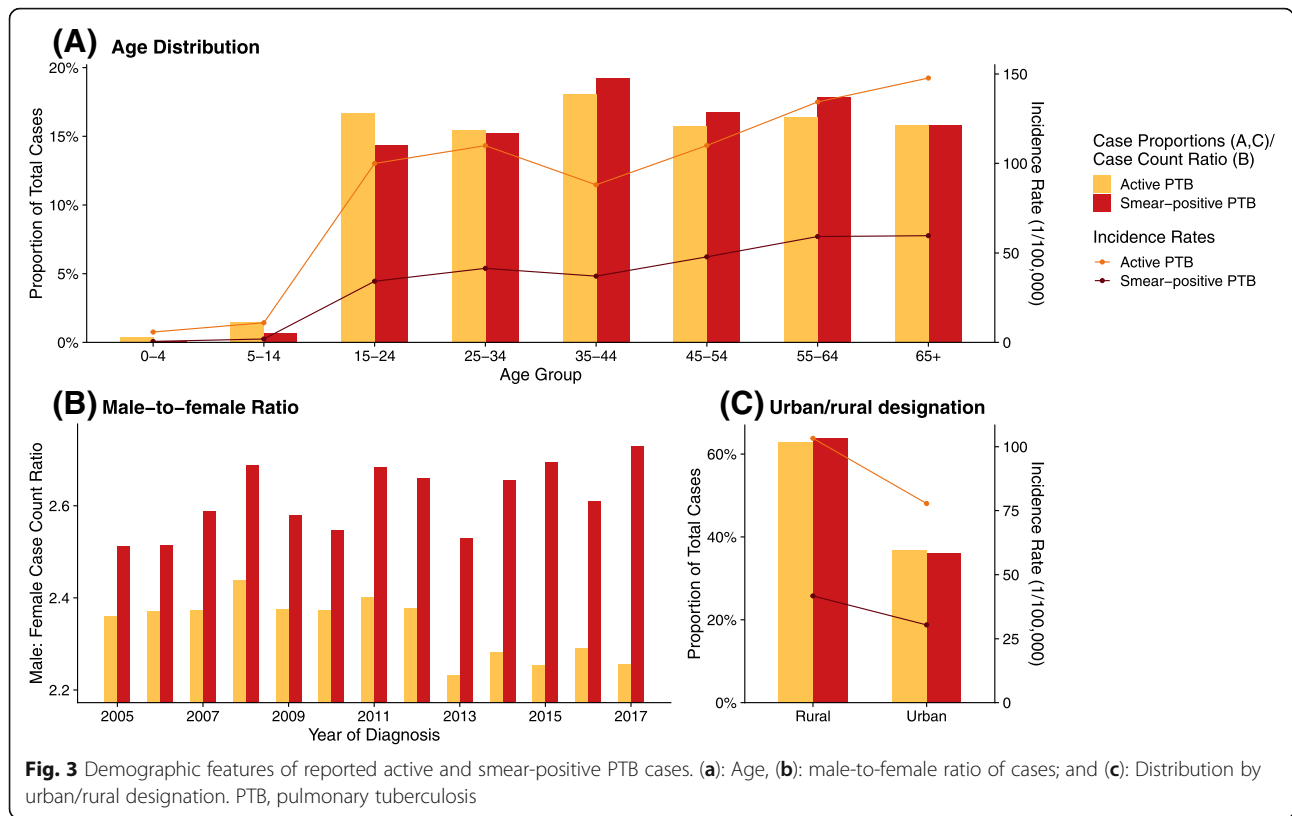 (A) Age Distribution
20%
15%
10%
5%
0%
Proportion of Total Cases
150
100
50
0
Incidence Rate (1/100,000)
0–4 5–14 15–24 25–34 35–44 45–54 55–64 65+
Age Group
Case Proportions (A,C)/
Case Count Ratio (B)
Active PTB
Smear–positive PTB
Incidence Rates
Active PTB
Smear–positive PTB
(B) Male–to–female Ratio
2.6
2.4
2.2
Male: Female Case Count Ratio
2005 2007 2009 2011 2013 2015 2017
Year of Diagnosis
(C) Urban/rural designation
60%
40%
20%
0%
Proportion of Total Cases
100
75
50
25
0
Incidence Rate (1/100,000)
Rural Urban
Fig. 3 Demographic features of reported active and smear-positive PTB cases. (a): Age, (b): male-to-female ratio of cases; and (c): Distribution by
urban/rural designation. PTB, pulmonary tuberculosis